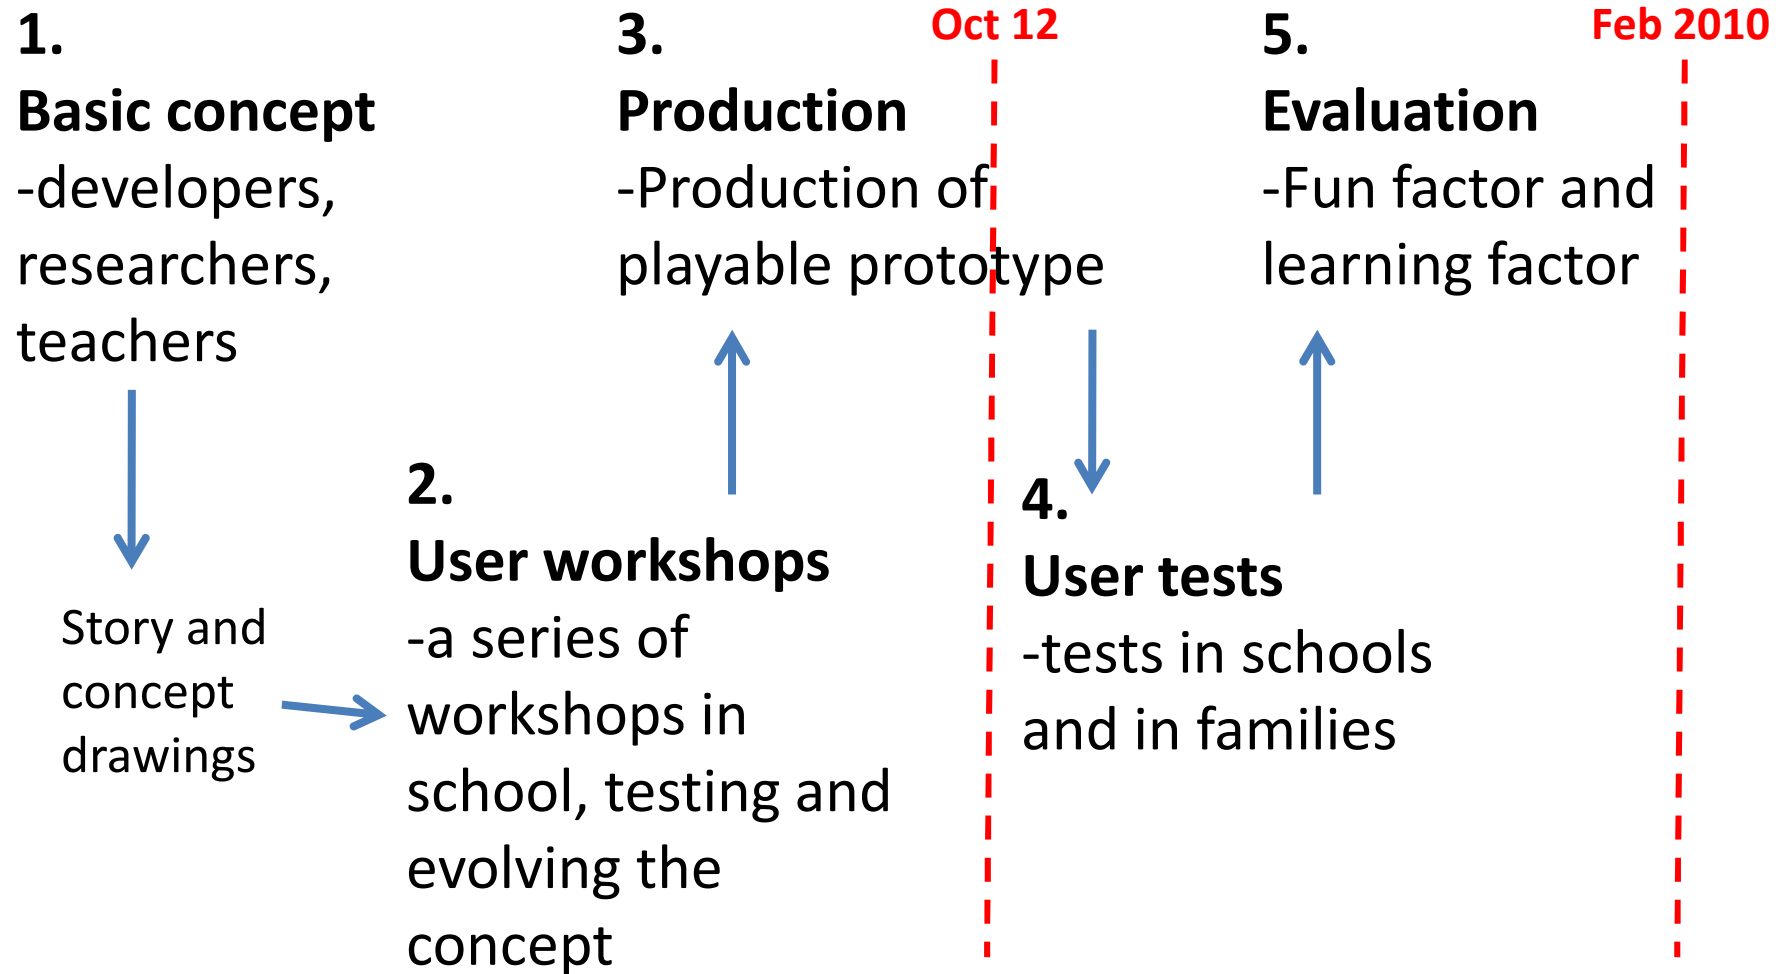 1.
Basic concept
-developers,
researchers,
teachers
Story and
concept
drawings
2.
User workshops
-a series of
workshops in
school, testing and
evolving the
concept
3.
Production
-Production of
playable prototype
Oct 12
4.
User tests
-tests in schools
and in families
5.
Evaluation
-Fun factor and
learning factor
Feb 2010